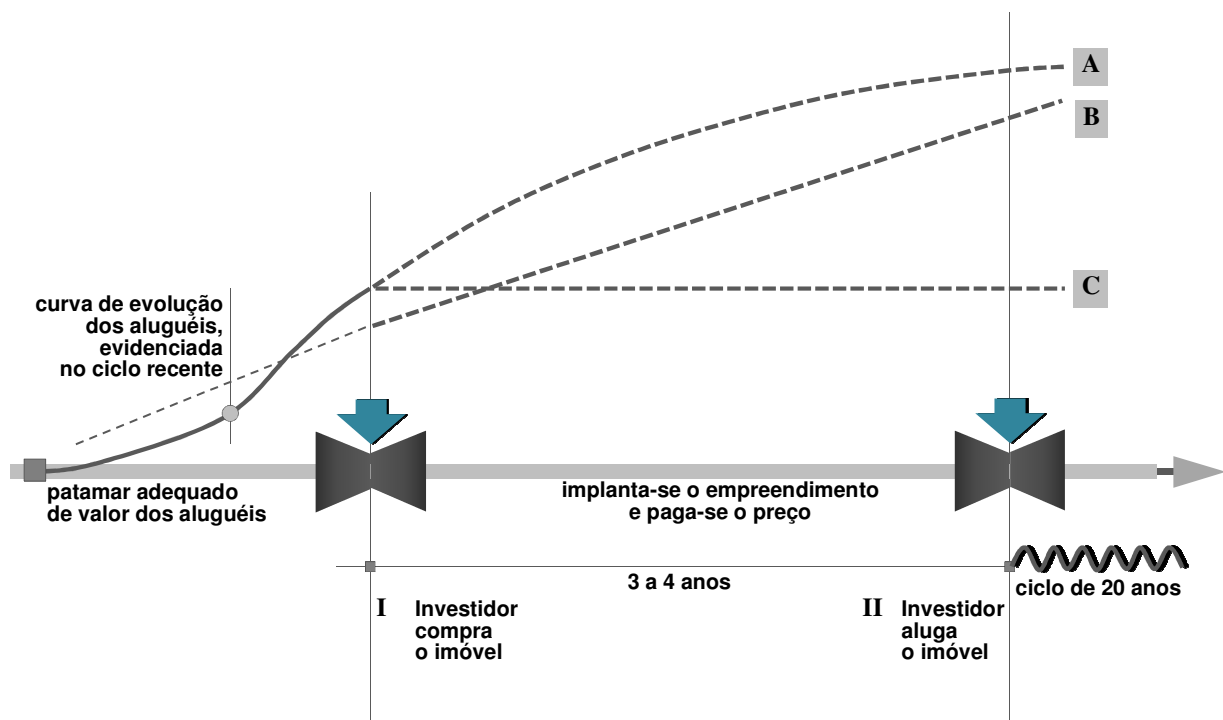 A
B
C
curva de evolução
dos aluguéis,
evidenciada
no ciclo recente
patamar adequado
de valor dos aluguéis
implanta-se o empreendimento
e paga-se o preço
3 a 4 anos
ciclo de 20 anos
I Investidor
compra
o imóvel
II Investidor
aluga
o imóvel